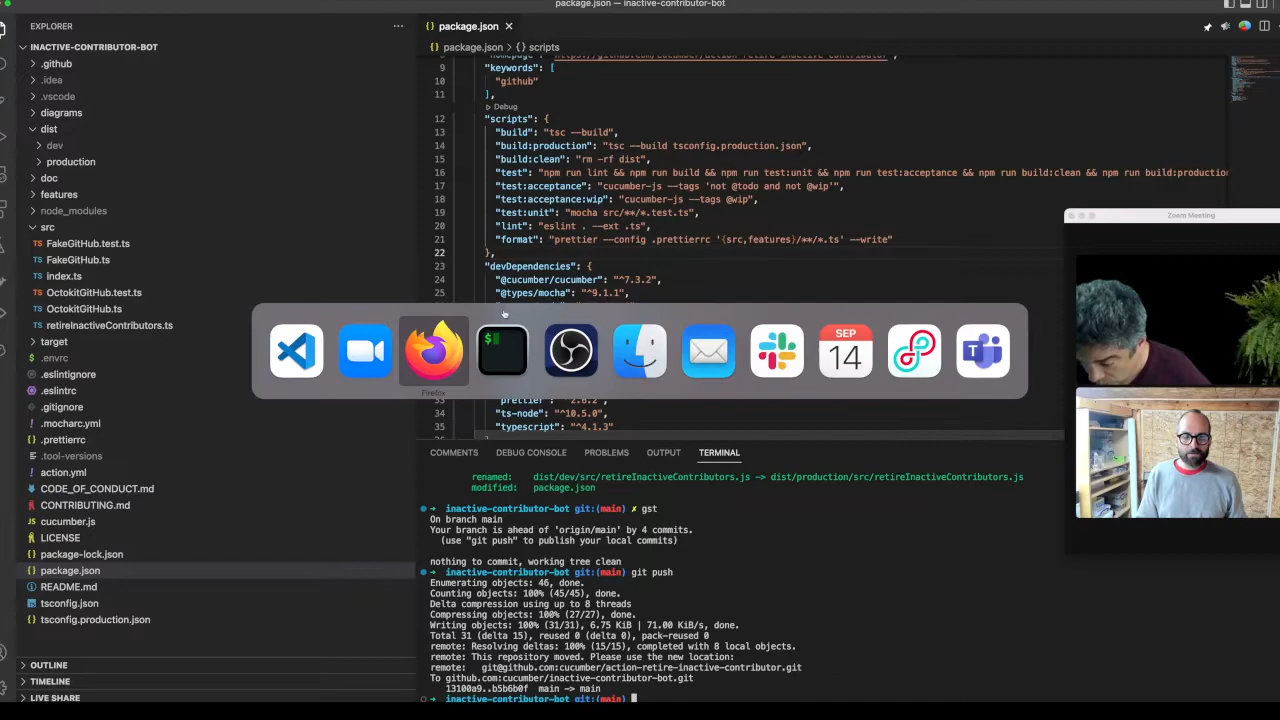 package.json — inactive-contributor-bot
EXPLORER
INACTIVE-CONTRIBUTOR-BOT
.github
.idea
.vscode
diagrams
dist
dev
production
doc
features
node_modules
src
TS FakeGitHub.test.ts
TS FakeGitHub.ts
TS index.ts
TS OctokitGitHub.test.ts
TS OctokitGitHub.ts
TS retireInactiveContributors.ts
target
.envrc
.eslintignore
.eslintrc
.gitignore
.mocharc.yml
.prettierrc
.tool-versions
action.yml
CODE_OF_CONDUCT.md
CONTRIBUTING.md
cucumber.js
LICENSE
package-lock.json
package.json
README.md
tsconfig.json
tsconfig.production.json
OUTLINE
TIMELINE
LIVE SHARE
{} package.json
{} package.json > {} scripts
9 "keywords": [
10 "github"
11 ],
Debug
12 "scripts": {
13 "build": "tsc --build",
14 "build:production": "tsc --build tsconfig.production.json",
15 "build:clean": "rm -rf dist",
16 "test": "npm run lint && npm run build && npm run test:unit && npm run test:acceptance && npm run build:clean && npm run build:production
17 "test:acceptance": "cucumber-js --tags 'not @todo and not @wip'",
18 "test:acceptance:wip": "cucumber-js --tags @wip",
19 "test:unit": "mocha src/**/*.test.ts",
20 "lint": "eslint . --ext .ts",
21 "format": "prettier --config .prettierrc '{src,features}/**/*.ts' --write"
22 },
23 "devDependencies": {
24 "@cucumber/cucumber": "^7.3.2",
25 "@types/mocha": "^9.1.1",
Firefox
$
SEP
14
33 "prettier": "2.6.2",
34 "ts-node": "^10.5.0",
35 "typescript": "^4.1.3"
COMMENTS DEBUG CONSOLE PROBLEMS OUTPUT TERMINAL
renamed: dist/dev/src/retireInactiveContributors.js -> dist/production/src/retireInactiveContributors.js
modified: package.json
➜ inactive-contributor-bot git:(main) ✗ gst
On branch main
Your branch is ahead of 'origin/main' by 4 commits.
(use "git push" to publish your local commits)
nothing to commit, working tree clean
➜ inactive-contributor-bot git:(main) git push
Enumerating objects: 46, done.
Counting objects: 100% (45/45), done.
Delta compression using up to 8 threads
Compressing objects: 100% (27/27), done.
Writing objects: 100% (31/31), 6.75 KiB | 71.00 KiB/s, done.
Total 31 (delta 15), reused 0 (delta 0), pack-reused 0
remote: Resolving deltas: 100% (15/15), completed with 8 local objects.
remote: This repository moved. Please use the new location:
remote: git@github.com:cucumber/action-retire-inactive-contributor.git
To github.com:cucumber/inactive-contributor-bot.git
13100a9..b5b6b0f main -> main
➜ inactive-contributor-bot git:(main)
Zoom Meeting